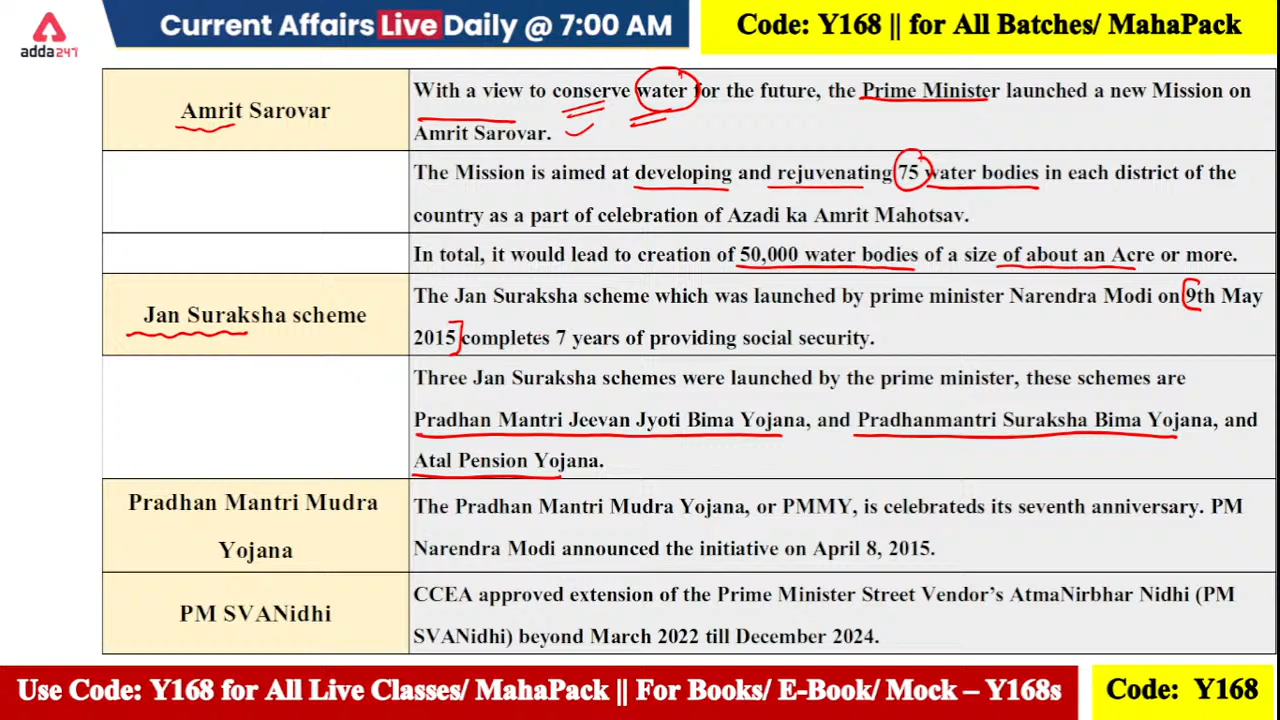 Current Affairs Live Daily @ 7:00 AM
Code: Y168 || for All Batches/ MahaPack
adda247
Amrit Sarovar
With a view to conserve water for the future, the Prime Minister launched a new Mission on
Amrit Sarovar.
The Mission is aimed at developing and rejuvenating 75 water bodies in each district of the
country as a part of celebration of Azadi ka Amrit Mahotsav.
In total, it would lead to creation of 50,000 water bodies of a size of about an Acre or more.
Jan Suraksha scheme
The Jan Suraksha scheme which was launched by prime minister Narendra Modi on 9th May
2015 completes 7 years of providing social security.
Three Jan Suraksha schemes were launched by the prime minister, these schemes are
Pradhan Mantri Jeevan Jyoti Bima Yojana, and Pradhanmantri Suraksha Bima Yojana, and
Atal Pension Yojana.
Pradhan Mantri Mudra
Yojana
The Pradhan Mantri Mudra Yojana, or PMMY, is celebrateds its seventh anniversary. PM
Narendra Modi announced the initiative on April 8, 2015.
PM SVANidhi
CCEA approved extension of the Prime Minister Street Vendor's AtmaNirbhar Nidhi (PM
SVANidhi) beyond March 2022 till December 2024.
Use Code: Y168 for All Live Classes/ MahaPack || For Books/ E-Book/ Mock – Y168s
Code: Y168